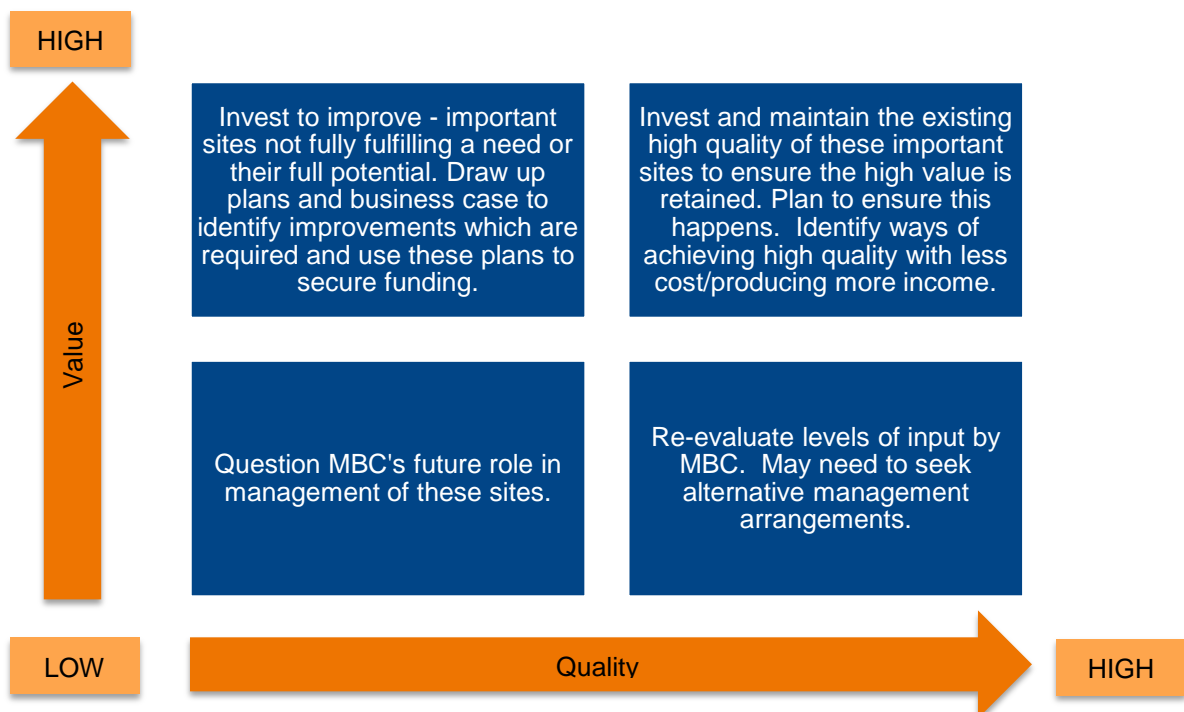 HIGH
Invest to improve - important
sites not fully fulfilling a need or
their full potential. Draw up
plans and business case to
identify improvements which are
required and use these plans to
secure funding.
Invest and maintain the existing
high quality of these important
sites to ensure the high value is
retained. Plan to ensure this
happens.  Identify ways of
achieving high quality with less
cost/producing more income.
Value
Question MBC's future role in
management of these sites.
Re-evaluate levels of input by
MBC.  May need to seek
alternative management
arrangements.
LOW
Quality
HIGH